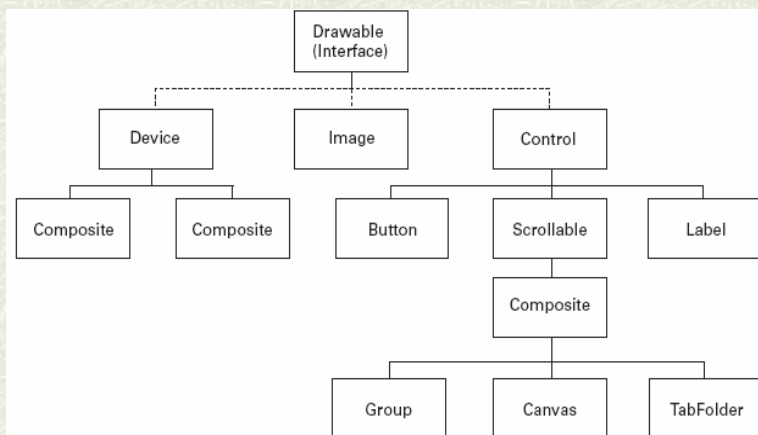 Drawable
(Interface)
Device
Image
Control
Composite
Composite
Button
Scrollable
Label
Composite
Group
Canvas
TabFolder